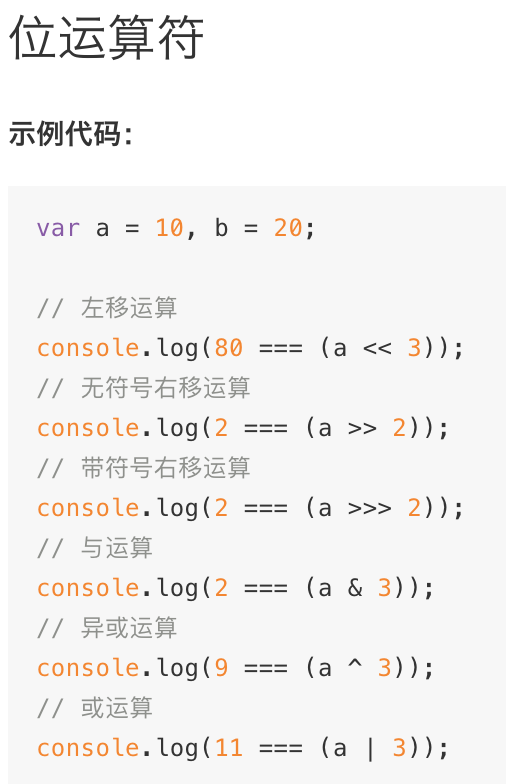 位运算符
示例代码：
var a = 10, b = 20;
// 左移运算
console.log(80 === (a << 3));
// 无符号右移运算
console.log(2 === (a >> 2));
// 带符号右移运算
console.log(2 === (a >>> 2));
// 与运算
console.log(2 === (a & 3));
// 异或运算
console.log(9 === (a ^ 3));
// 或运算
console.log(11 === (a | 3));